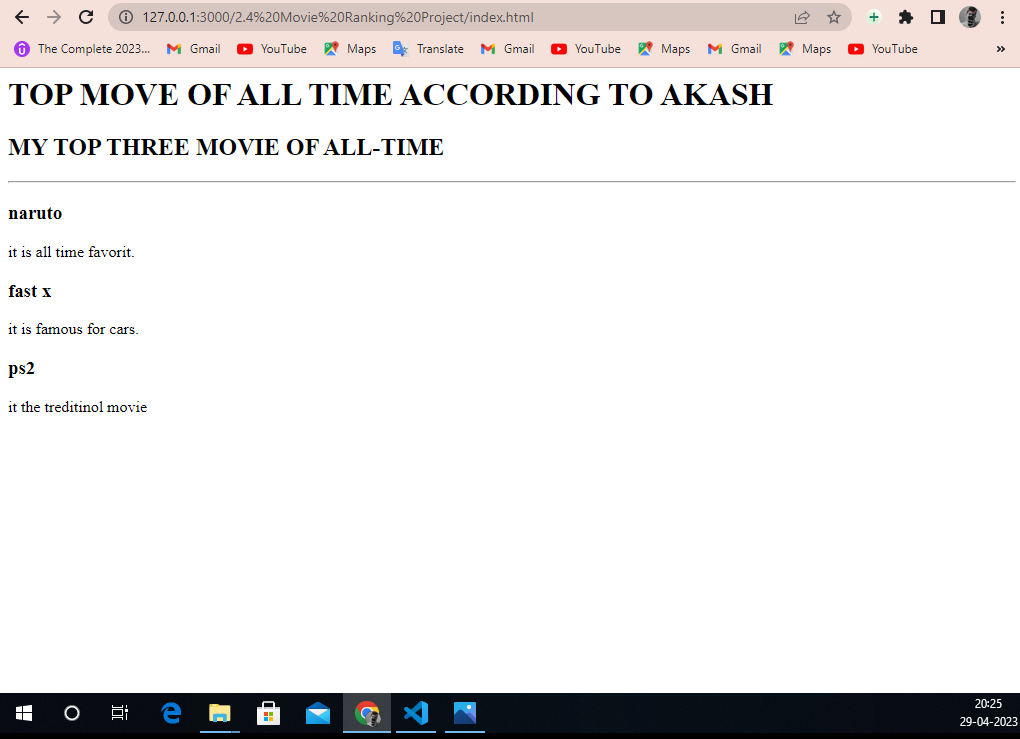 127.0.0.1:3000/2.4%20Movie%20Ranking%20Project/index.html
The Complete 2023... Gmail YouTube Maps Translate Gmail YouTube Maps Gmail Maps YouTube »
TOP MOVE OF ALL TIME ACCORDING TO AKASH
MY TOP THREE MOVIE OF ALL-TIME
naruto
it is all time favorit.
fast x
it is famous for cars.
ps2
it the treditinol movie
20:25
29-04-2023